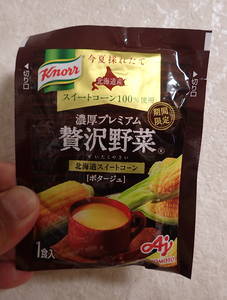 今夏採れたて
Knorr
北海道産
スイートコーン100%使用
期間
限定
濃厚プレミアム
贅沢野菜
ぜいたくやさい
北海道スイートコーン
[ポタージュ]
1食入
AJINOMOTO